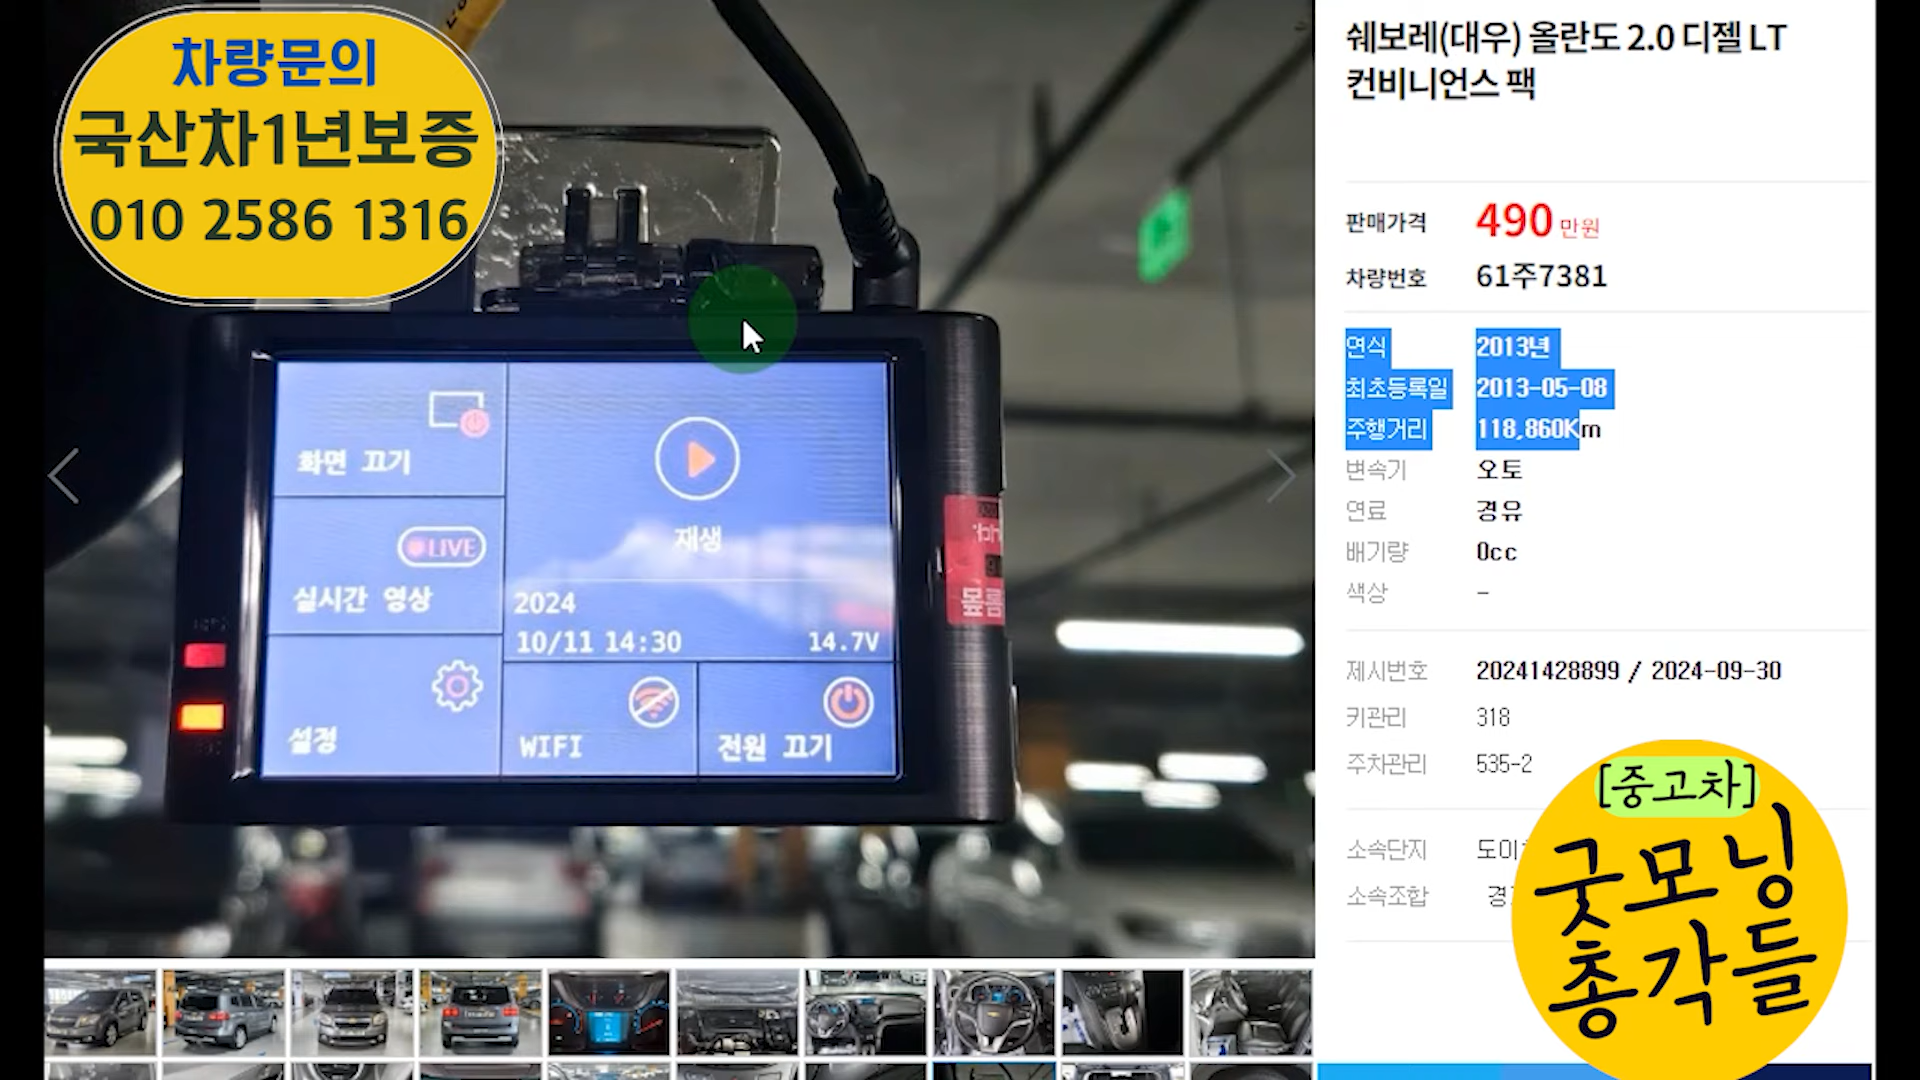 차량문의
국산차1년보증
010 2586 1316
화면 끄기
재생
LIVE
실시간 영상
2024
10/11 14:30
14.7V
설정
WIFI
전원 끄기
쉐보레(대우) 올란도 2.0 디젤 LT
컨비니언스 팩
판매가격 490 만원
차량번호 61주7381
연식 2013년
최초등록일 2013-05-08
주행거리 118,860Km
변속기 오토
연료 경유
배기량 0cc
색상 -
제시번호 20241428899 / 2024-09-30
키관리 318
주차관리 535-2
소속단지 도이
소속조합 경
[중고차]
굿모닝
총각들